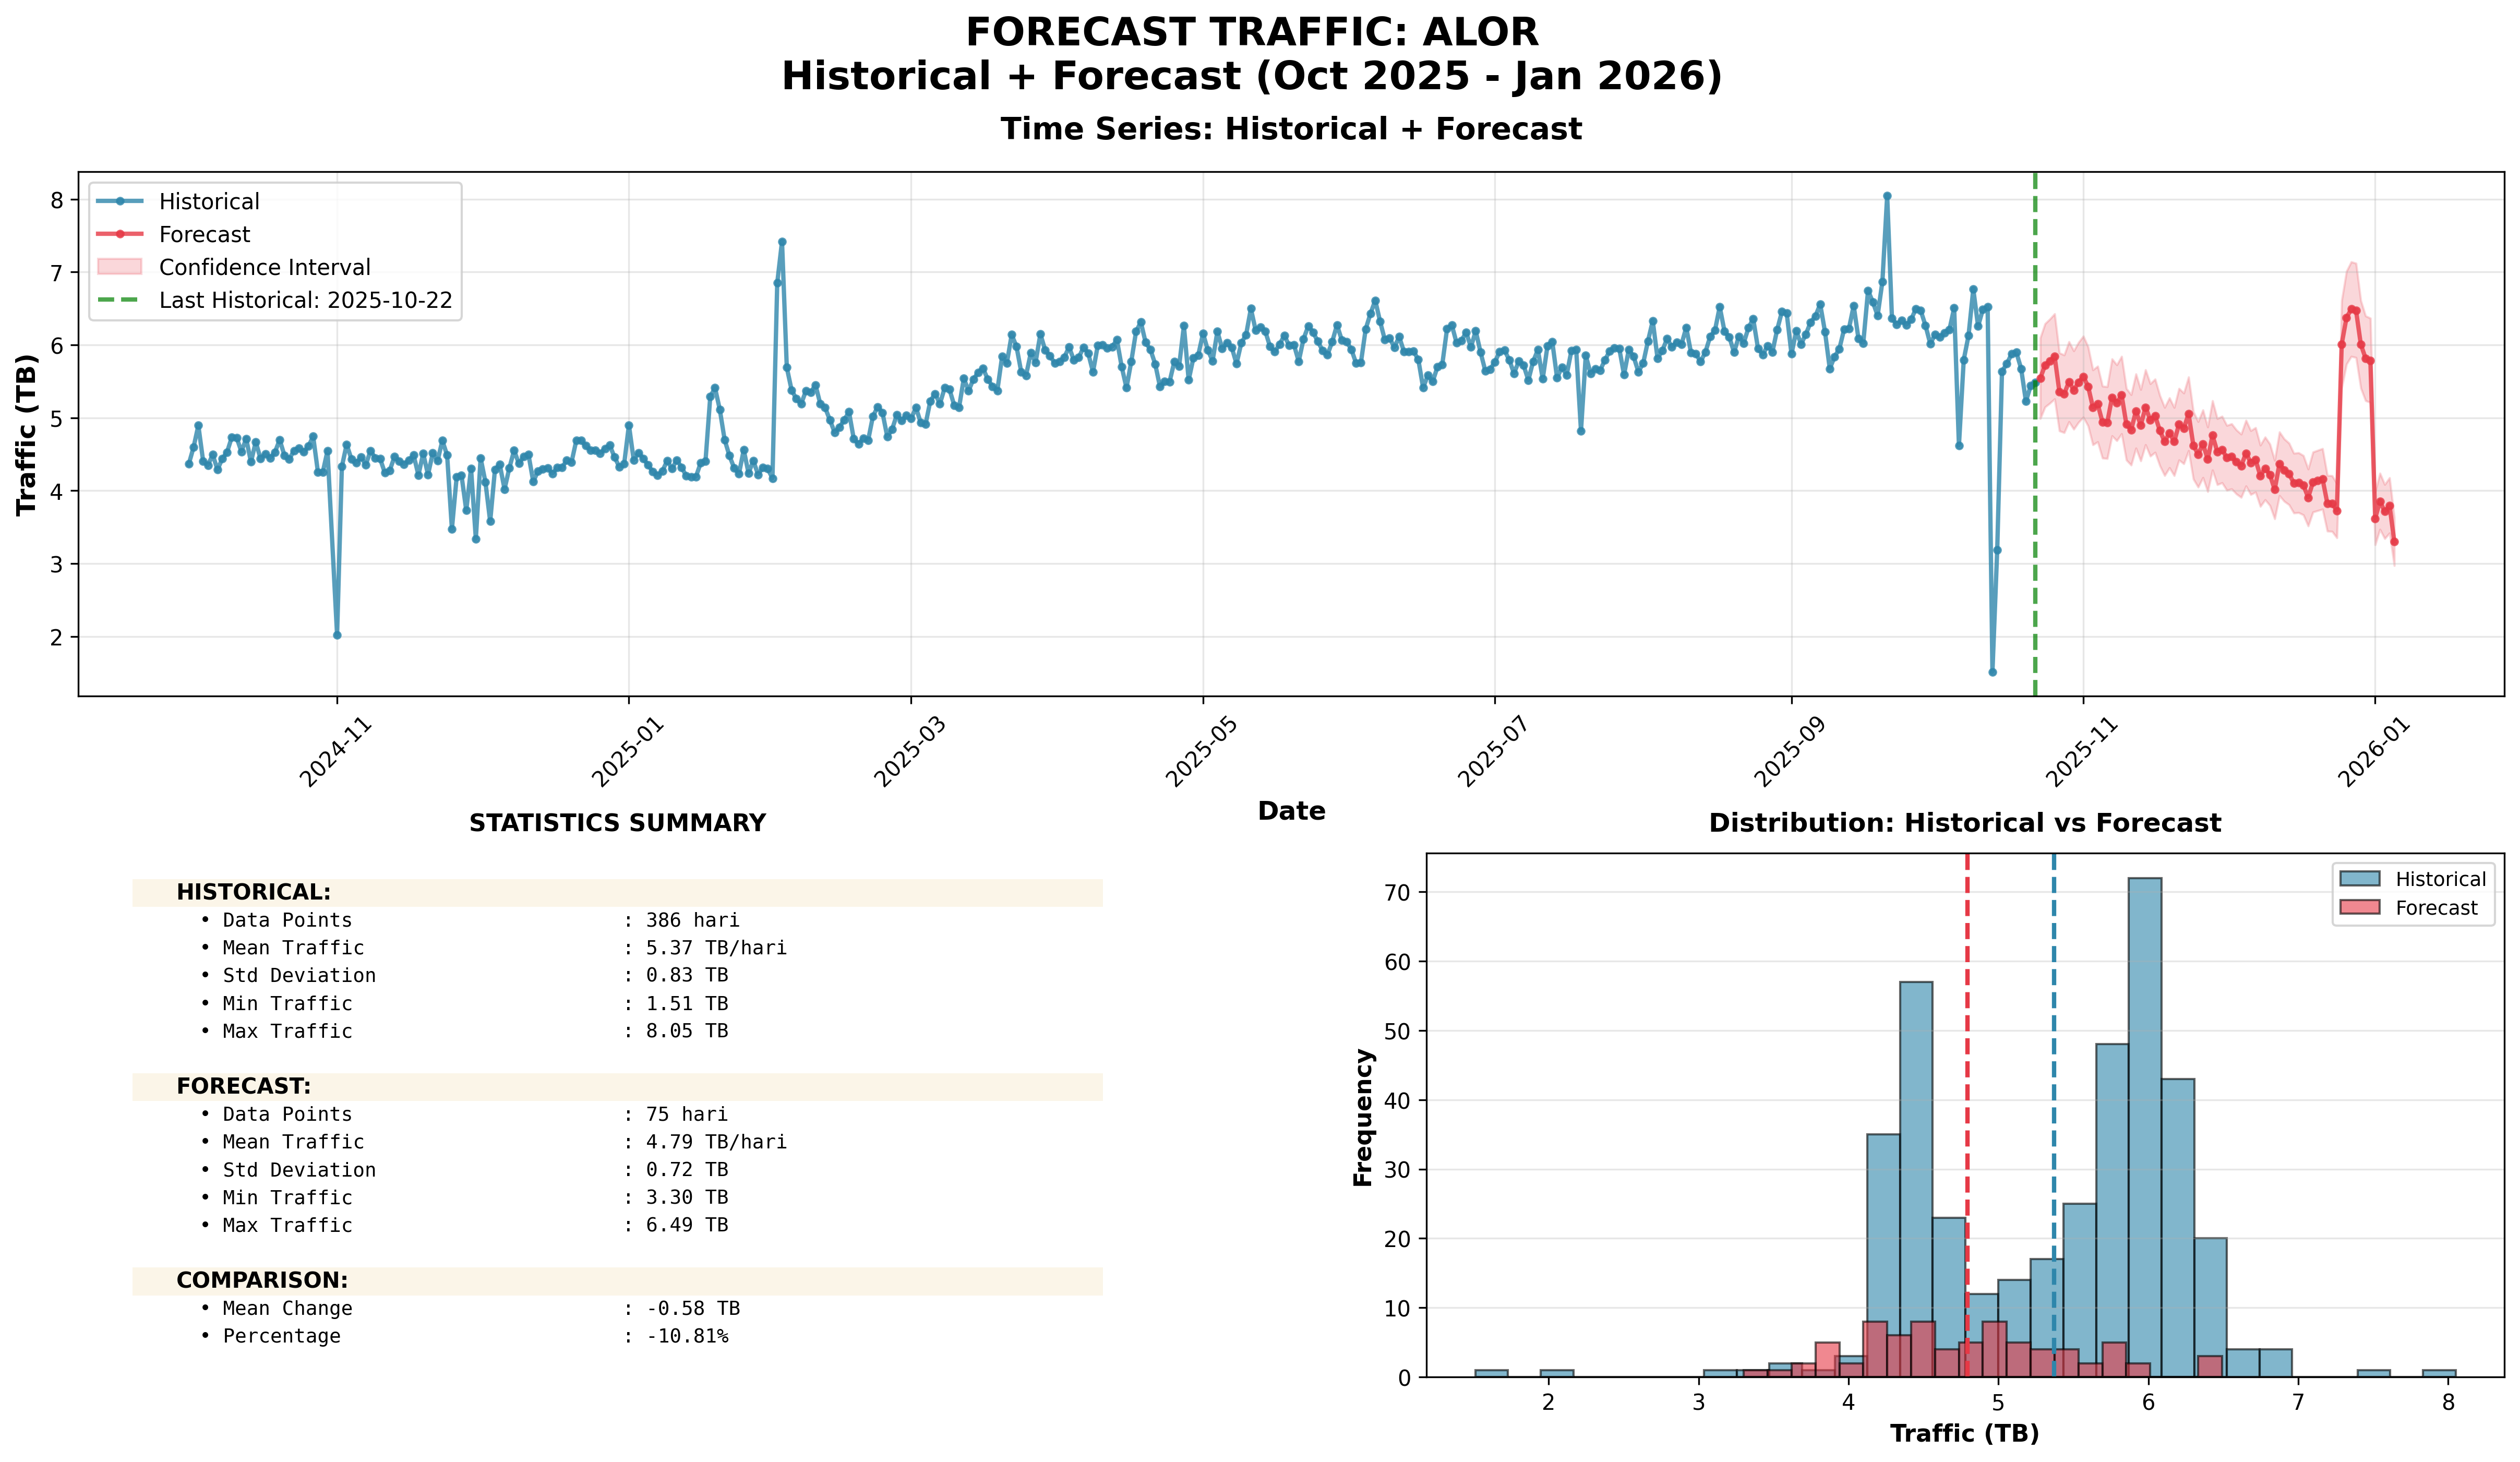 FORECAST TRAFFIC: ALOR
Historical + Forecast (Oct 2025 - Jan 2026)
Time Series: Historical + Forecast
Historical
Forecast
Confidence Interval
Last Historical: 2025-10-22
Traffic (TB)
8
7
6
5
4
3
2
2024-11
2025-01
2025-03
2025-05
2025-07
2025-09
2025-11
2026-01
Date
STATISTICS SUMMARY
HISTORICAL:
• Data Points : 386 hari
• Mean Traffic : 5.37 TB/hari
• Std Deviation : 0.83 TB
• Min Traffic : 1.51 TB
• Max Traffic : 8.05 TB
FORECAST:
• Data Points : 75 hari
• Mean Traffic : 4.79 TB/hari
• Std Deviation : 0.72 TB
• Min Traffic : 3.30 TB
• Max Traffic : 6.49 TB
COMPARISON:
• Mean Change : -0.58 TB
• Percentage : -10.81%
Distribution: Historical vs Forecast
Historical
Forecast
Frequency
70
60
50
40
30
20
10
0
2
3
4
5
6
7
8
Traffic (TB)